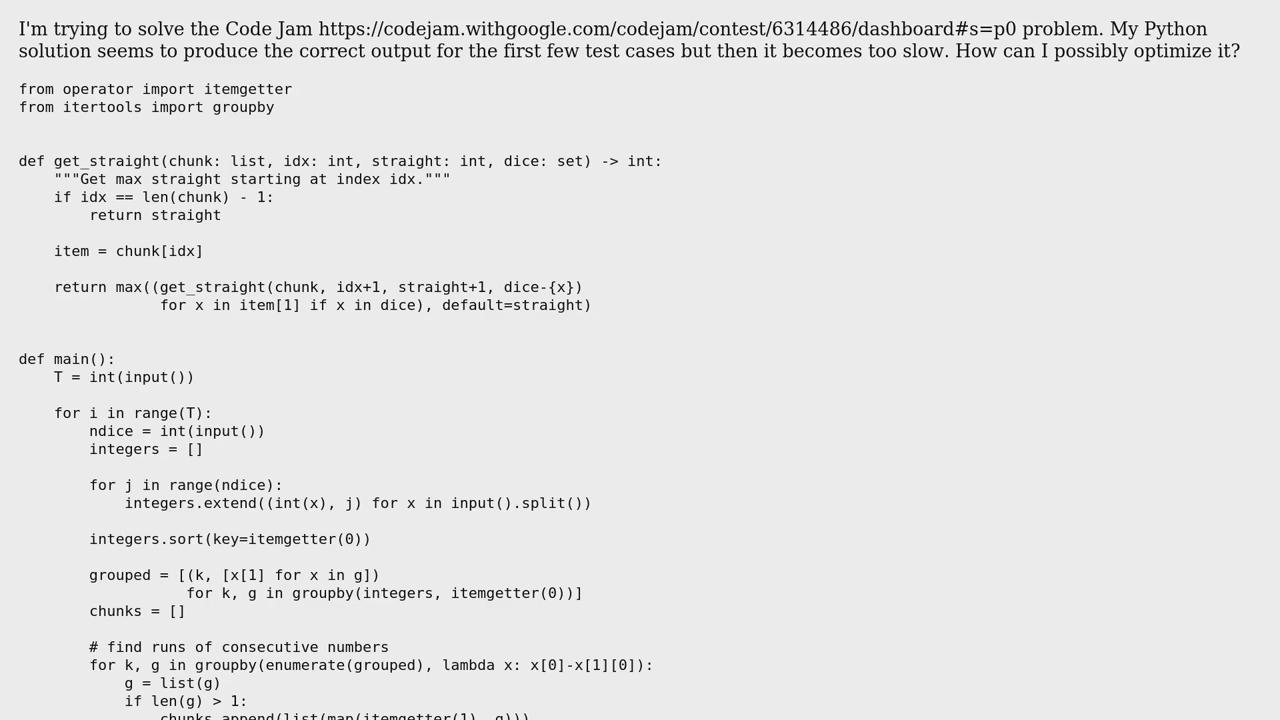 I'm trying to solve the Code Jam https://codejam.withgoogle.com/codejam/contest/6314486/dashboard#s=p0 problem. My Python
solution seems to produce the correct output for the first few test cases but then it becomes too slow. How can I possibly optimize it?
from operator import itemgetter
from itertools import groupby
def get_straight(chunk: list, idx: int, straight: int, dice: set) -> int:
    """Get max straight starting at index idx."""
    if idx == len(chunk) - 1:
        return straight
    item = chunk[idx]
    return max((get_straight(chunk, idx+1, straight+1, dice-{x})
                for x in item[1] if x in dice), default=straight)
def main():
    T = int(input())
    for i in range(T):
        ndice = int(input())
        integers = []
        for j in range(ndice):
            integers.extend((int(x), j) for x in input().split())
        integers.sort(key=itemgetter(0))
        grouped = [(k, [x[1] for x in g])
                   for k, g in groupby(integers, itemgetter(0))]
        chunks = []
        # find runs of consecutive numbers
        for k, g in groupby(enumerate(grouped), lambda x: x[0]-x[1][0]):
            g = list(g)
            if len(g) > 1:
                chunks.append(list(map(itemgetter(1), g)))